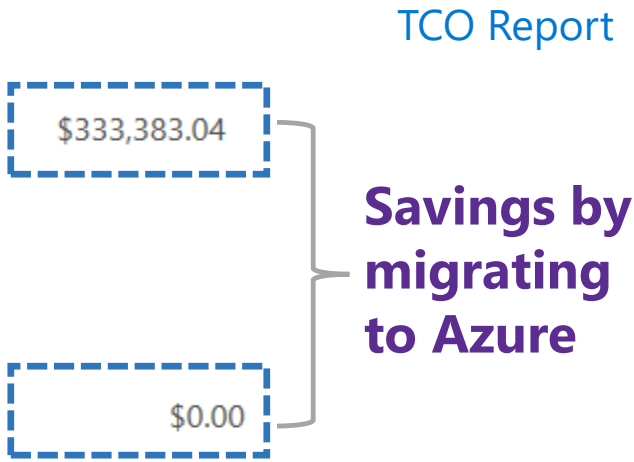 TCO Report
$333,383.04
Savings by
migrating
to Azure
$0.00